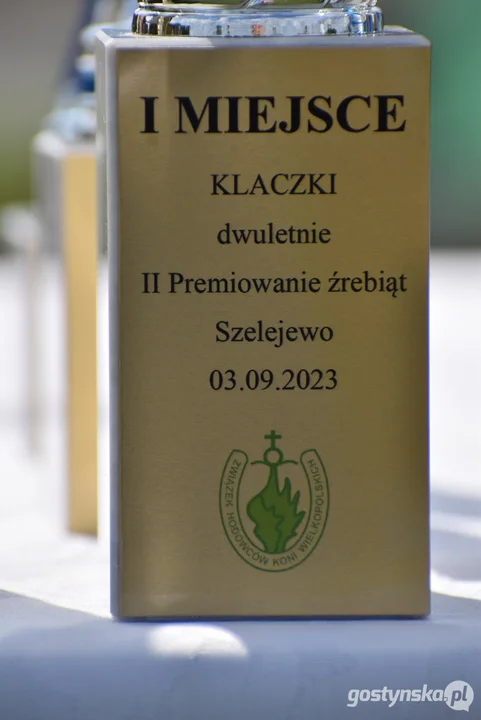 I MIEJSCE
KLACZKI
dwuletnie
II Premiowanie źrebiąt
Szelejewo
03.09.2023
ZWIĄZEK HODOWCÓW KONI WIELKOPOLSKICH
gostynska.pl